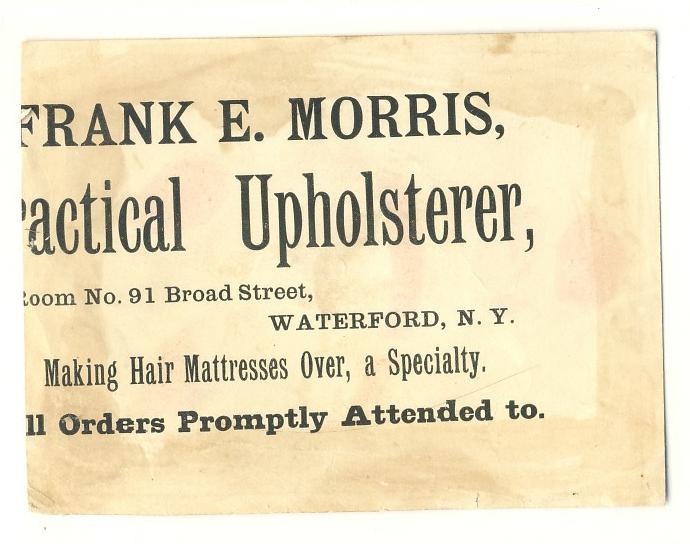 FRANK E. MORRIS,
ractical Upholsterer,
Room No. 91 Broad Street,
WATERFORD, N. Y.
Making Hair Mattresses Over, a Specialty.
ll Orders Promptly Attended to.